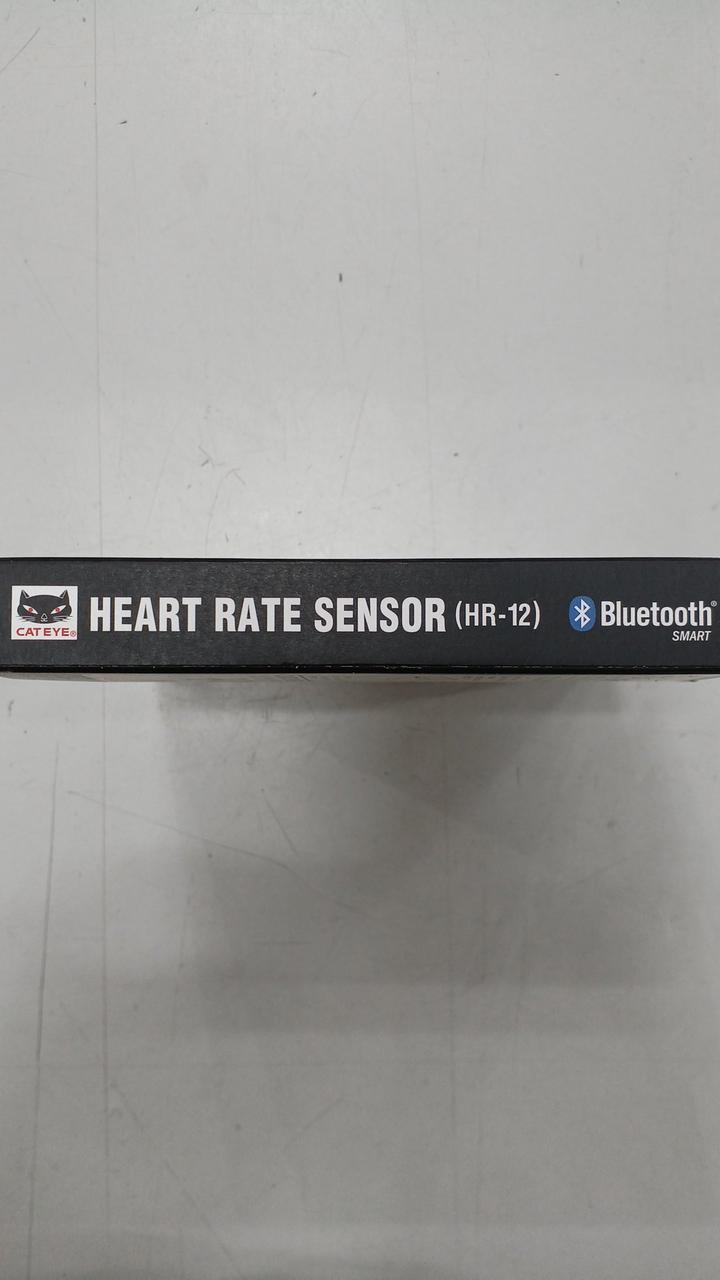 CATEYE®
HEART RATE SENSOR (HR-12)
Bluetooth®
SMART